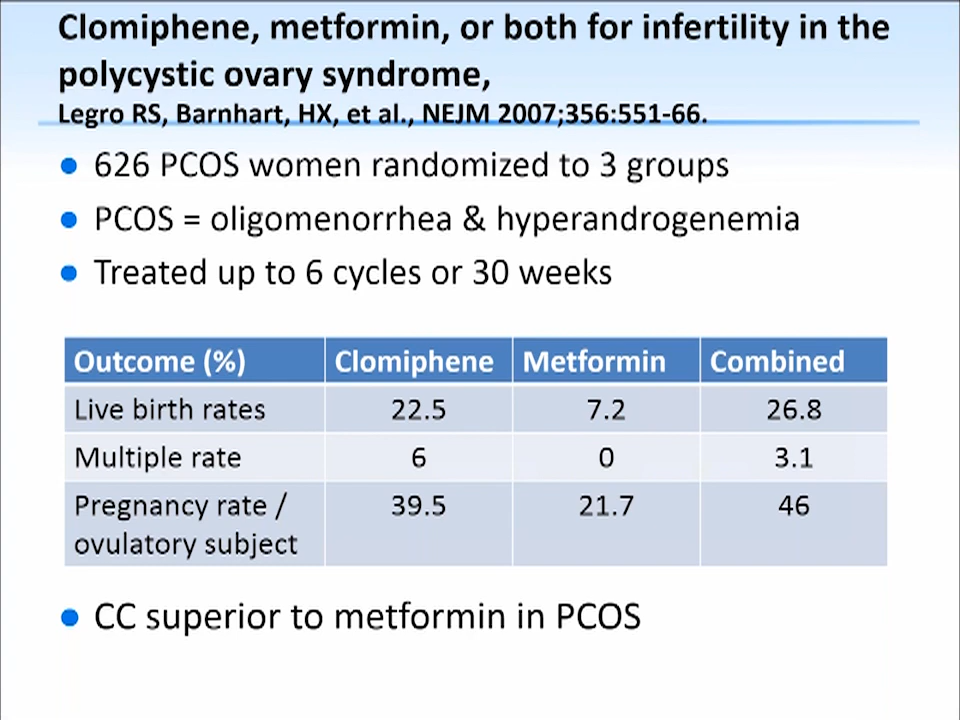 Clomiphene, metformin, or both for infertility in the
polycystic ovary syndrome,
Legro RS, Barnhart, HX, et al., NEJM 2007;356:551-66.
● 626 PCOS women randomized to 3 groups
● PCOS = oligomenorrhea & hyperandrogenemia
● Treated up to 6 cycles or 30 weeks
Outcome (%) Clomiphene Metformin Combined
Live birth rates 22.5 7.2 26.8
Multiple rate 6 0 3.1
Pregnancy rate / 39.5 21.7 46
ovulatory subject
● CC superior to metformin in PCOS